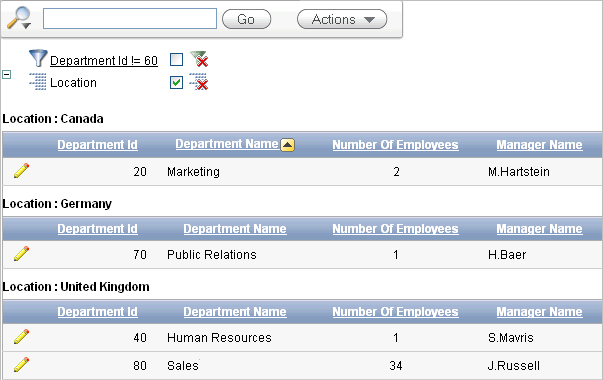 Go Actions
Department Id != 60
Location
Location : Canada
Department Id Department Name Number Of Employees Manager Name
20 Marketing 2 M.Hartstein
Location : Germany
Department Id Department Name Number Of Employees Manager Name
70 Public Relations 1 H.Baer
Location : United Kingdom
Department Id Department Name Number Of Employees Manager Name
40 Human Resources 1 S.Mavris
80 Sales 34 J.Russell